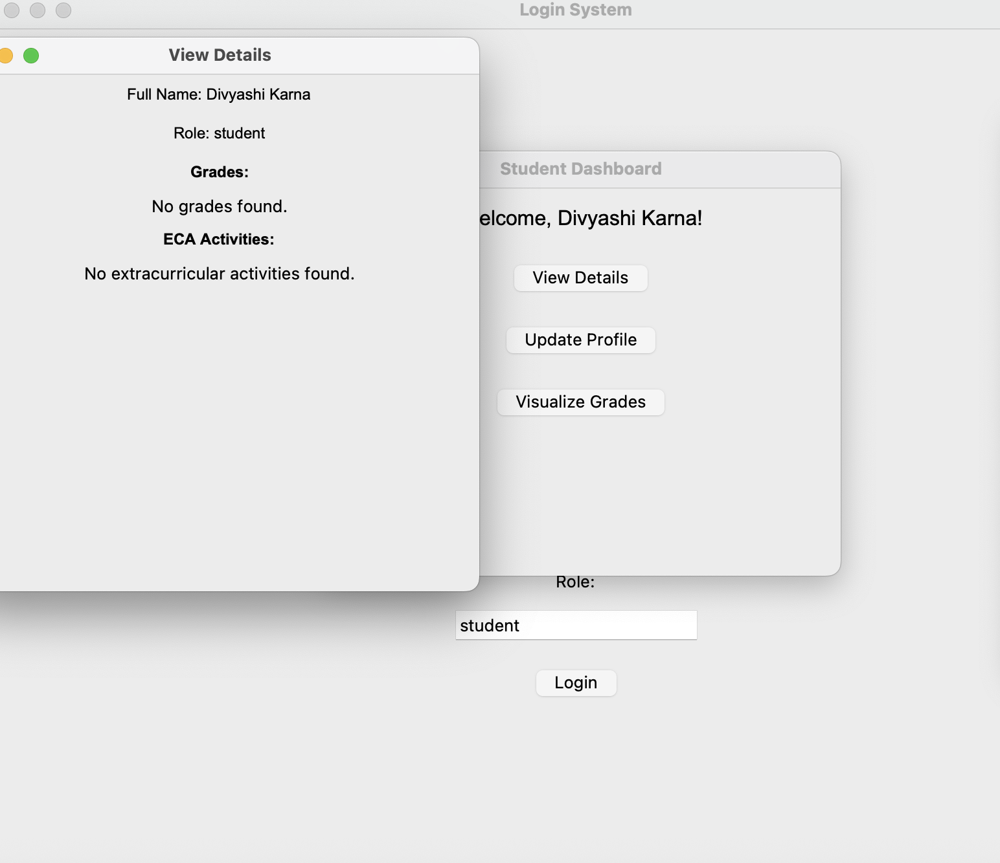 Login System
View Details
Full Name: Divyashi Karna
Role: student
Grades:
No grades found.
ECA Activities:
No extracurricular activities found.
Student Dashboard
elcome, Divyashi Karna!
View Details
Update Profile
Visualize Grades
Role:
student
Login